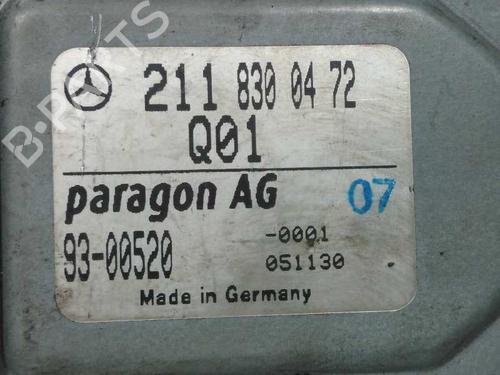 B-PARTS
211 830 04 72
Q01
paragon AG 07
93-00520 -0001
051130
Made in Germany